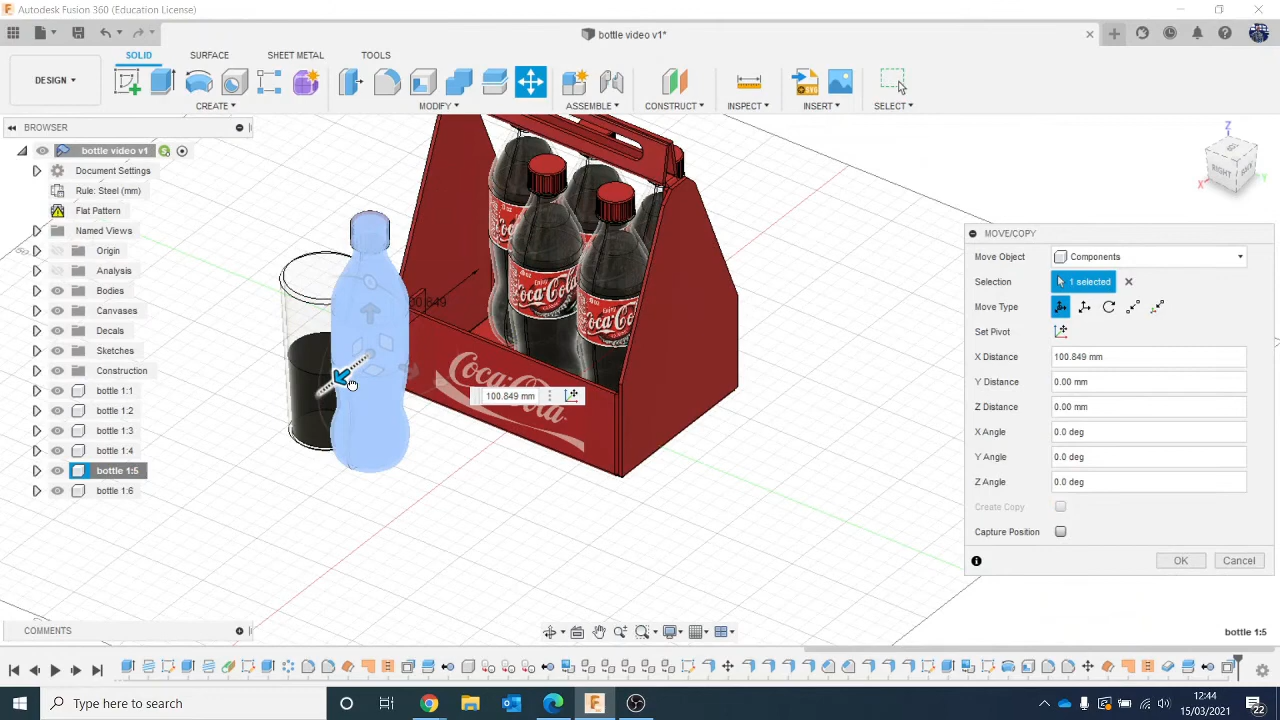 Autodesk Fusion 360 (Education License)
bottle video v1*
DESIGN
SOLID SURFACE SHEET METAL TOOLS
CREATE MODIFY ASSEMBLE CONSTRUCT INSPECT INSERT SELECT
BROWSER
bottle video v1
Document Settings
Rule: Steel (mm)
Flat Pattern
Named Views
Origin
Analysis
Bodies
Canvases
Decals
Sketches
Construction
bottle 1:1
bottle 1:2
bottle 1:3
bottle 1:4
bottle 1:5
bottle 1:6
Coca-Cola
Coca-Cola
Coca-Cola
100.849 mm
Z
RIGHT
X
Y
MOVE/COPY
Move Object Components
Selection 1 selected
Move Type
Set Pivot
X Distance 100.849 mm
Y Distance 0.00 mm
Z Distance 0.00 mm
X Angle 0.0 deg
Y Angle 0.0 deg
Z Angle 0.0 deg
Create Copy
Capture Position
OK Cancel
COMMENTS
bottle 1:5
Type here to search
12:44
15/03/2021
22